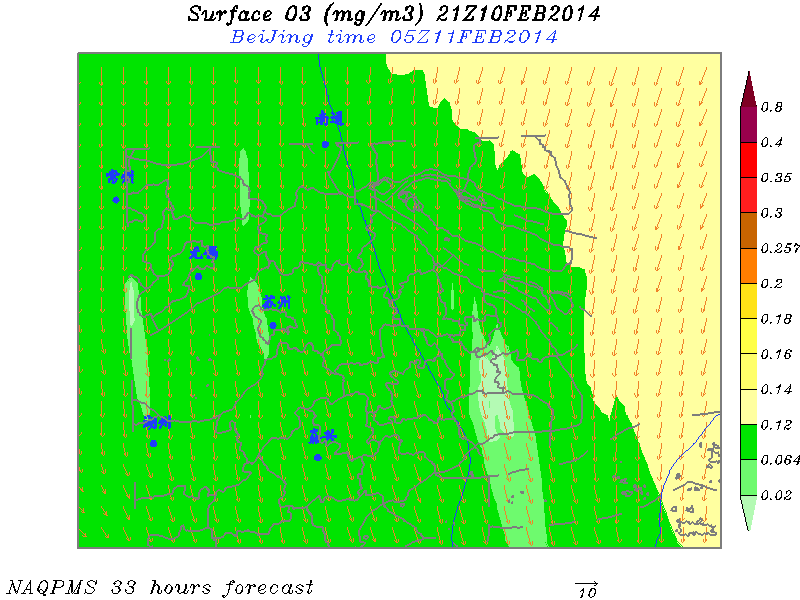 Surface O3 (mg/m3) 21Z10FEB2014
BeiJing time 05Z11FEB2014
南通
常州
无锡
苏州
湖州
嘉兴
0.8
0.4
0.35
0.3
0.257
0.2
0.18
0.16
0.14
0.12
0.064
0.02
NAQPMS 33 hours forecast
10